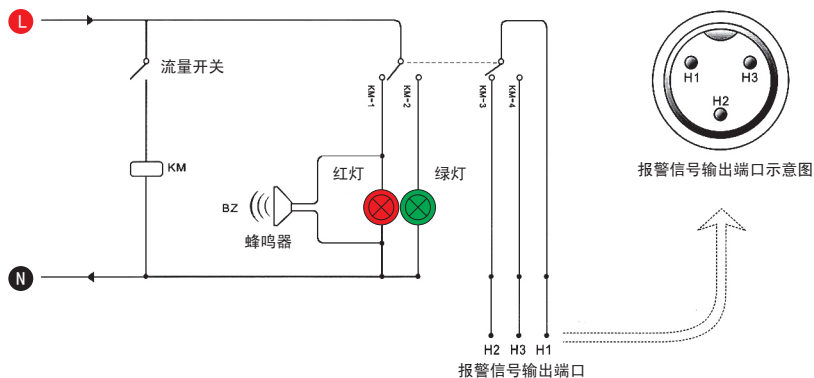 L
流量开关
KM
KM-1
KM-2
KM-3
KM-4
H1
H3
H2
报警信号输出端口示意图
红灯
绿灯
BZ
蜂鸣器
N
H2 H3 H1
报警信号输出端口